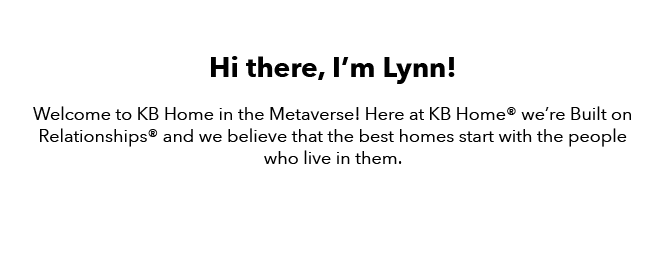 Hi there, I’m Lynn!
Welcome to KB Home in the Metaverse! Here at KB Home® we’re Built on
Relationships® and we believe that the best homes start with the people
who live in them.